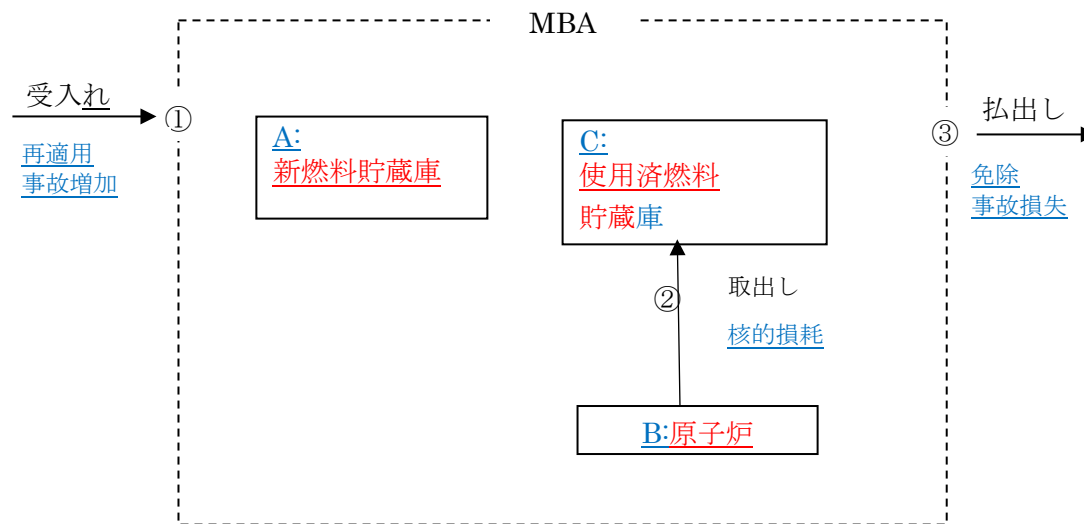 MBA
受入れ
①
再適用
事故増加
A:
新燃料貯蔵庫
C:
使用済燃料
貯蔵庫
③
払出し
免除
事故損失
②
取出し
核的損耗
B:原子炉